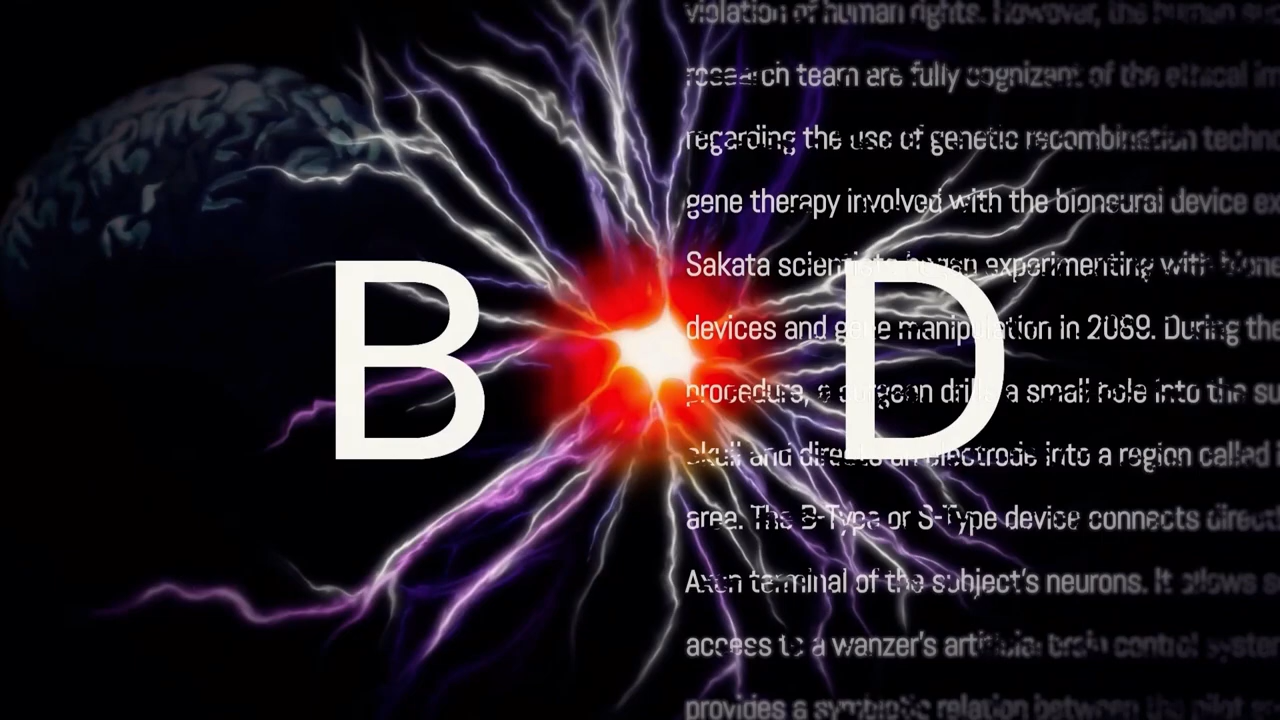 B D
violation of human rights. However, the human
research team are fully cognizant of the ethical
regarding the use of genetic recombination
gene therapy involved with the bioneural device
Sakata scientists began experimenting with
devices and gene manipulation in 2089. During the
procedure, a surgeon drills a small hole into the
skull and directs an electrode into a region called
area. The B-Type or S-Type device connects
Axon terminal of the subject's neurons. It allows
access to a wanzer's artificial brain control
provides a symbiotic relation between the pilot